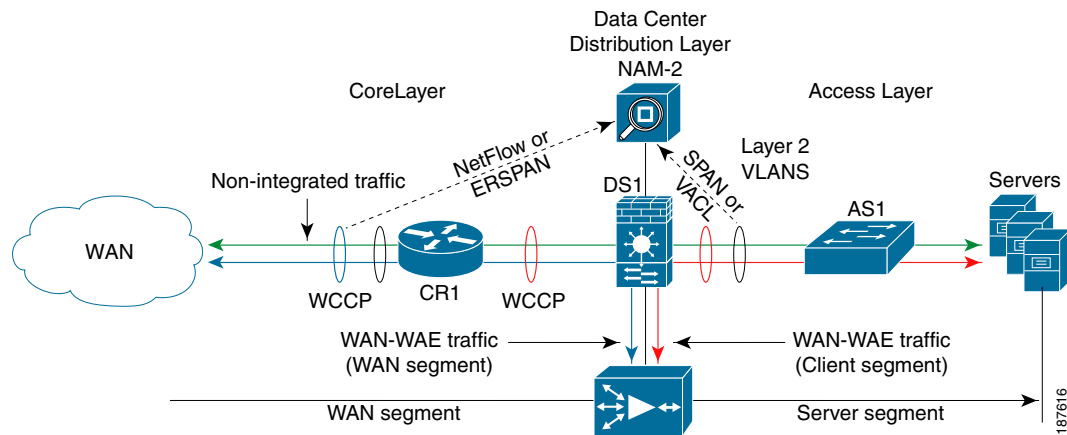 Data Center
Distribution Layer
NAM-2
CoreLayer
Access Layer
NetFlow or
ERSPAN
SPAN or
VACL
Layer 2
VLANS
Non-integrated traffic
DS1
Servers
AS1
WAN
WCCP
CR1
WCCP
WAN-WAE traffic
(WAN segment)
WAN-WAE traffic
(Client segment)
WAN segment
Server segment
187616